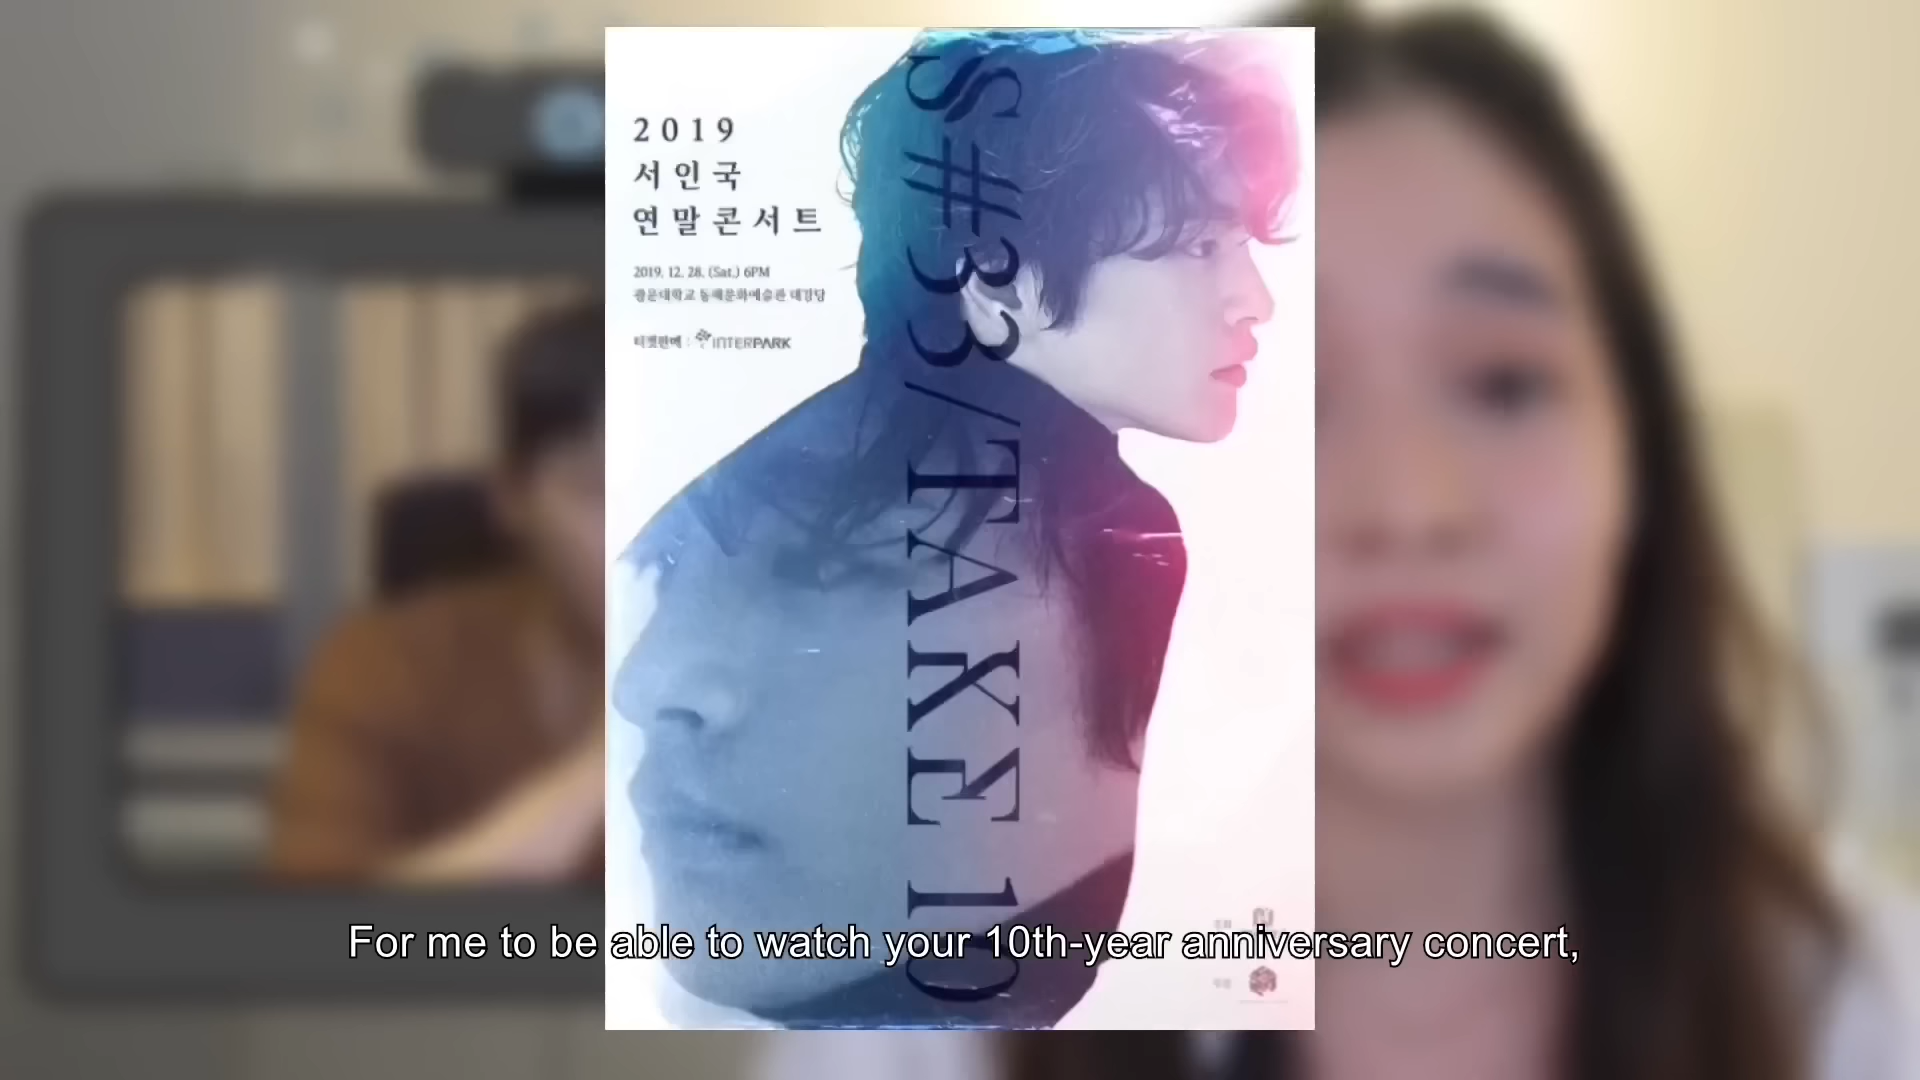 2019
서인국
연말콘서트
2019. 12. 28. (Sat.) 6PM
광운대학교 동해문화예술관 대강당
티켓판매 : INTERPARK
S#33/TAKE 10
For me to be able to watch your 10th-year anniversary concert,